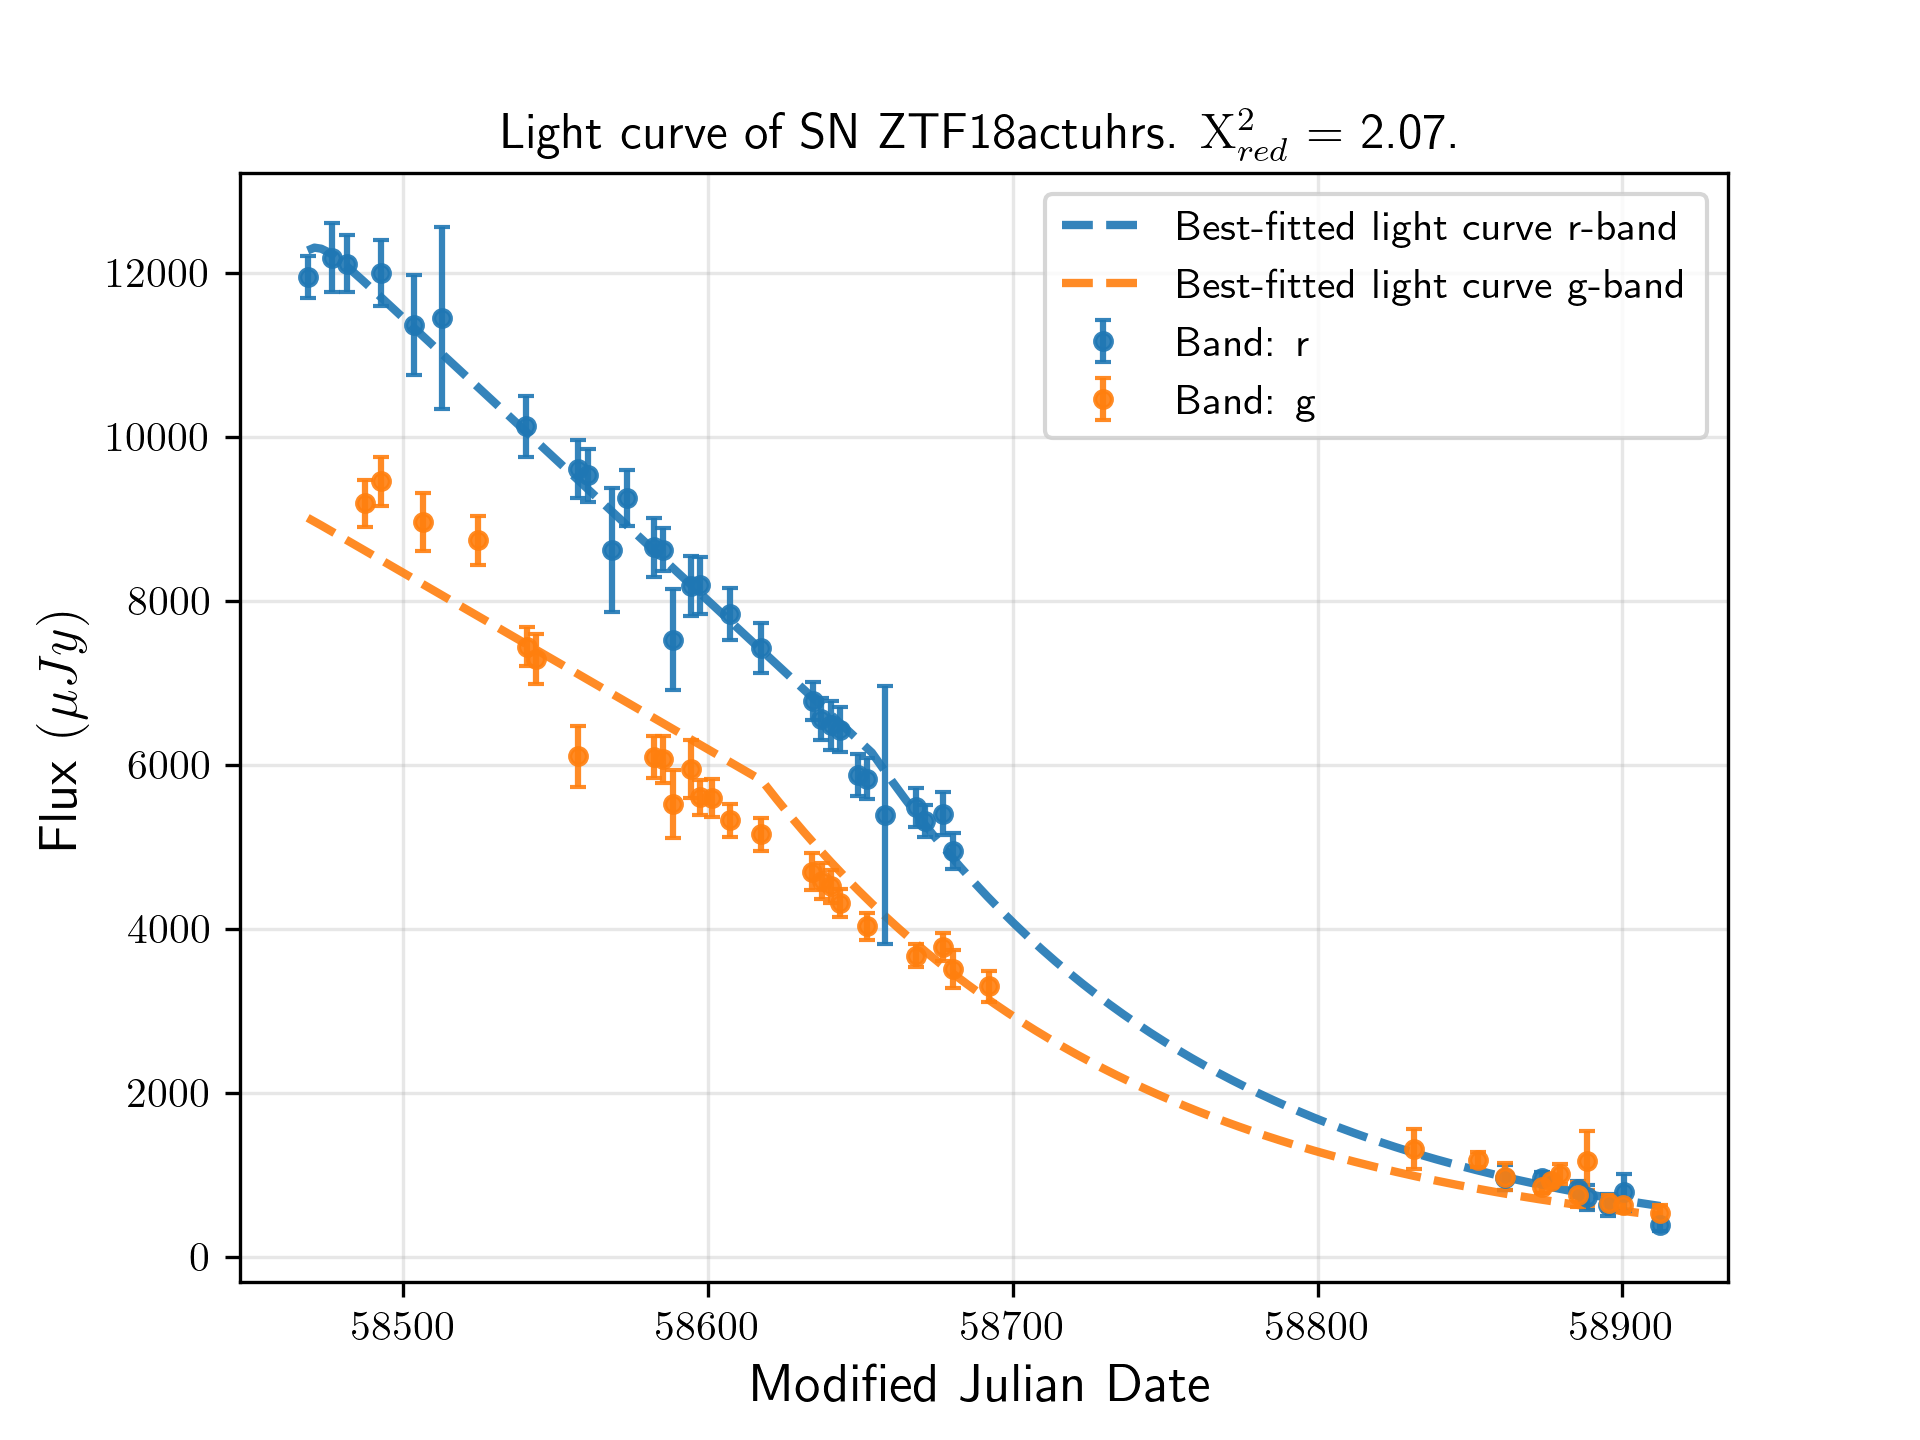 Light curve of SN ZTF18actuhrs. X²_red = 2.07.
Best-fitted light curve r-band
Best-fitted light curve g-band
Band: r
Band: g
12000
10000
8000
6000
4000
2000
0
Flux (μJy)
58500 58600 58700 58800 58900
Modified Julian Date